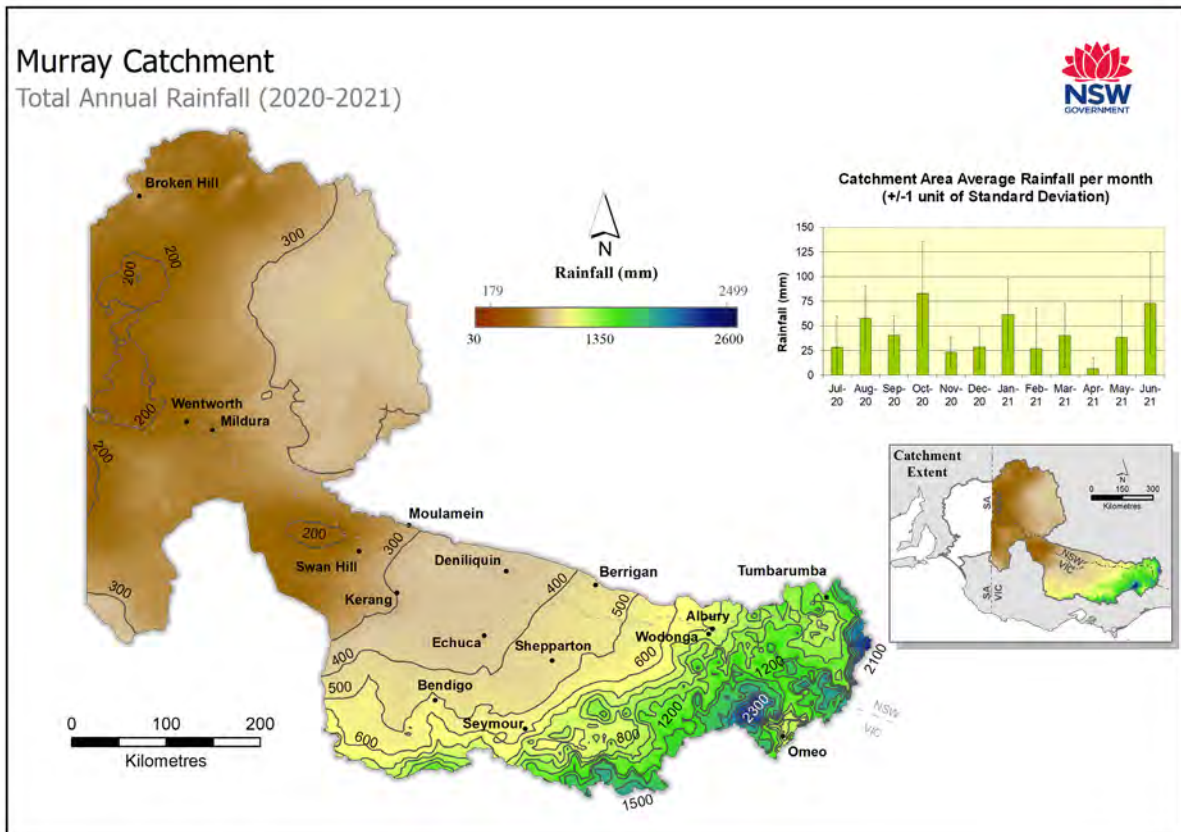 Murray Catchment
Total Annual Rainfall (2020-2021)
NSW
GOVERNMENT
Broken Hill
300
200
200
200
Wentworth
Mildura
200
300
N
Rainfall (mm)
179 2499
30 1350 2600
Catchment Area Average Rainfall per month
(+/-1 unit of Standard Deviation)
Rainfall (mm)
150
125
100
75
50
25
0
Jul-20 Aug-20 Sep-20 Oct-20 Nov-20 Dec-20 Jan-21 Feb-21 Mar-21 Apr-21 May-21 Jun-21
Moulamein
200
300
Swan Hill
Deniliquin
Kerang
400
Berrigan
500
Tumbarumba
Echuca
Shepparton
Albury
Wodonga
600
400
500
Bendigo
Seymour
600
800
1200
1200
2300
2100
Omeo
1500
NSW
VIC
0 100 200
Kilometres
Catchment
Extent
N
0 150 300
Kilometres
SA
NSW
VIC
SA
VIC